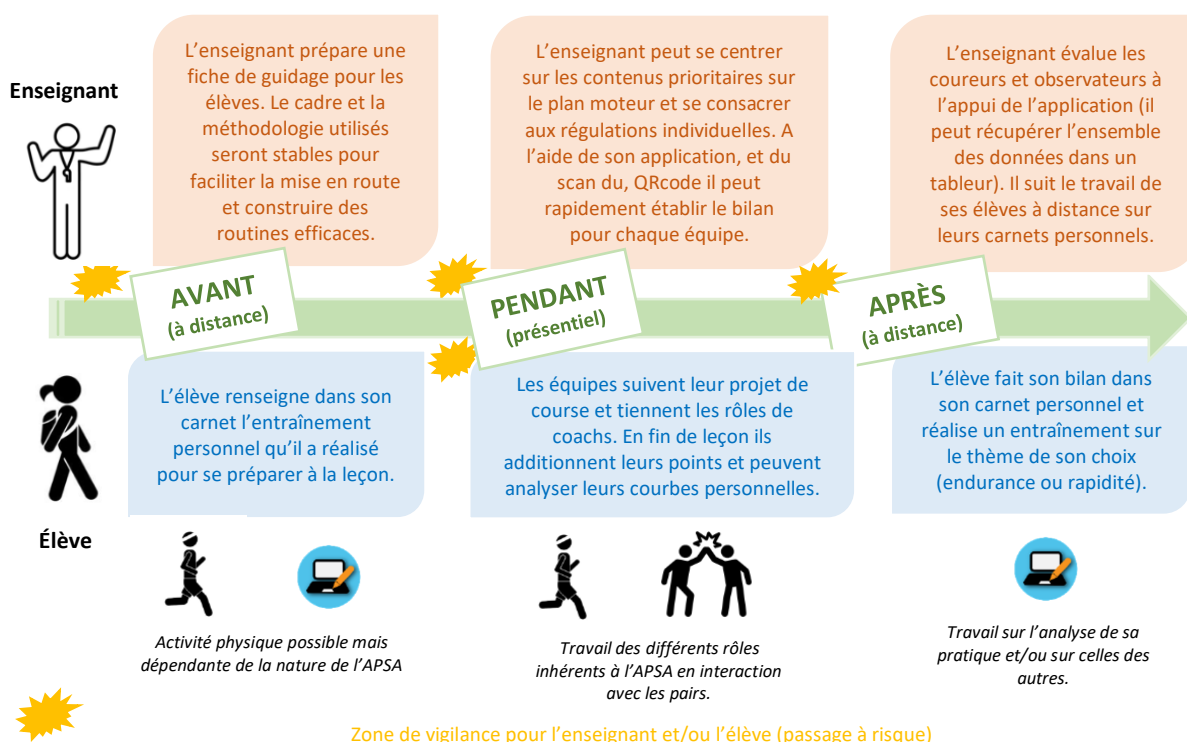 L'enseignant prépare une
fiche de guidage pour les
élèves. Le cadre et la
méthodologie utilisés
seront stables pour
faciliter la mise en route
et construire des
routines efficaces.
L'enseignant peut se centrer
sur les contenus prioritaires sur
le plan moteur et se consacrer
aux régulations individuelles. A
l'aide de son application, et du
scan du, QRcode il peut
rapidement établir le bilan
pour chaque équipe.
L'enseignant évalue les
coureurs et observateurs à
l'appui de l'application (il
peut récupérer l'ensemble
des données dans un
tableur). Il suit le travail de
ses élèves à distance sur
leurs carnets personnels.
Enseignant
AVANT
(à distance)
PENDANT
(présentiel)
APRÈS
(à distance)
L'élève renseigne dans son
carnet l'entraînement
personnel qu'il a réalisé
pour se préparer à la leçon.
Les équipes suivent leur projet de
course et tiennent les rôles de
coachs. En fin de leçon ils
additionnent leurs points et peuvent
analyser leurs courbes personnelles.
L'élève fait son bilan dans
son carnet personnel et
réalise un entraînement sur
le thème de son choix
(endurance ou rapidité).
Élève
Activité physique possible mais
dépendante de la nature de l'APSA
Travail des différents rôles
inhérents à l'APSA en interaction
avec les pairs.
Travail sur l'analyse de sa
pratique et/ou sur celles des
autres.
Zone de vigilance pour l'enseignant et/ou l'élève (passage à risque)